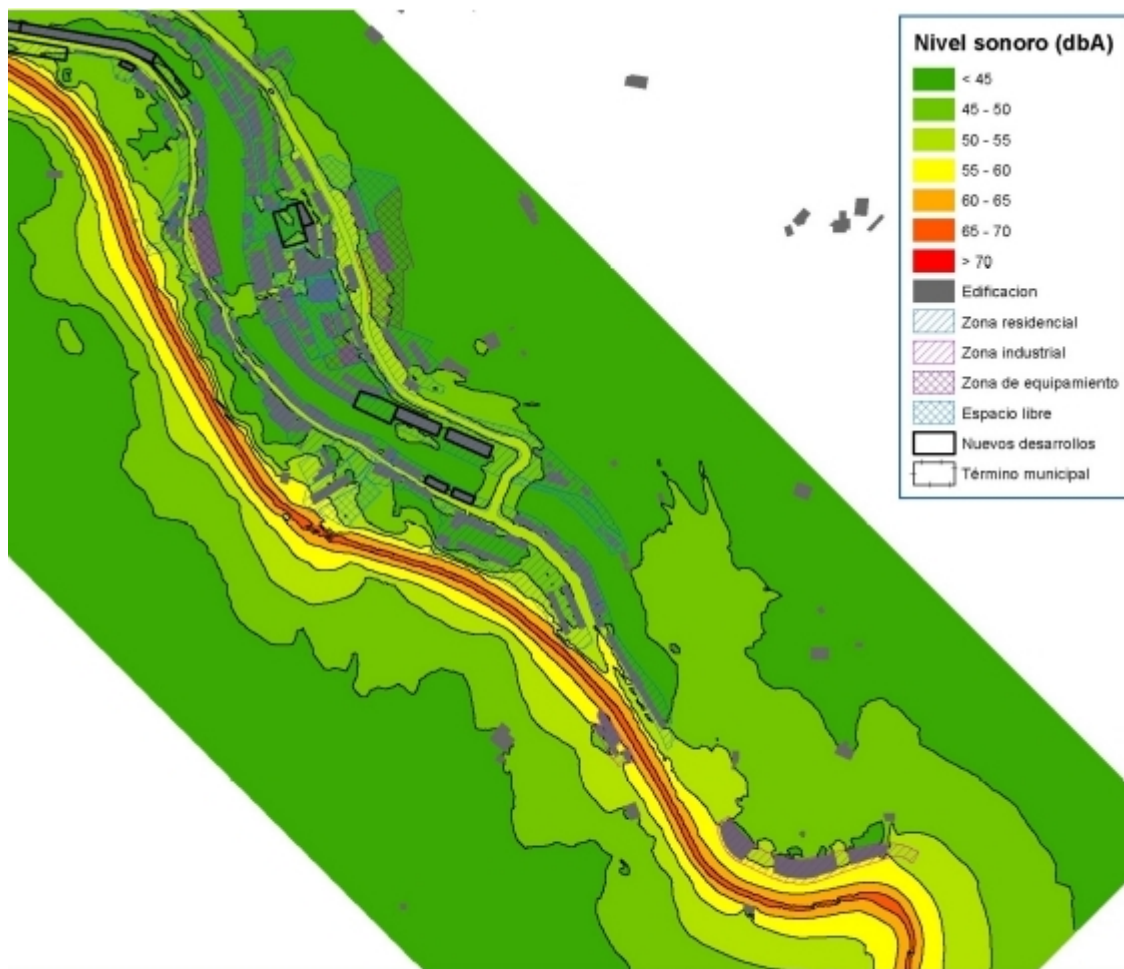 Nivel sonoro (dbA)
< 45
45 - 50
50 - 55
55 - 60
60 - 65
65 - 70
> 70
Edificacion
Zona residencial
Zona industrial
Zona de equipamiento
Espacio libre
Nuevos desarrollos
Término municipal